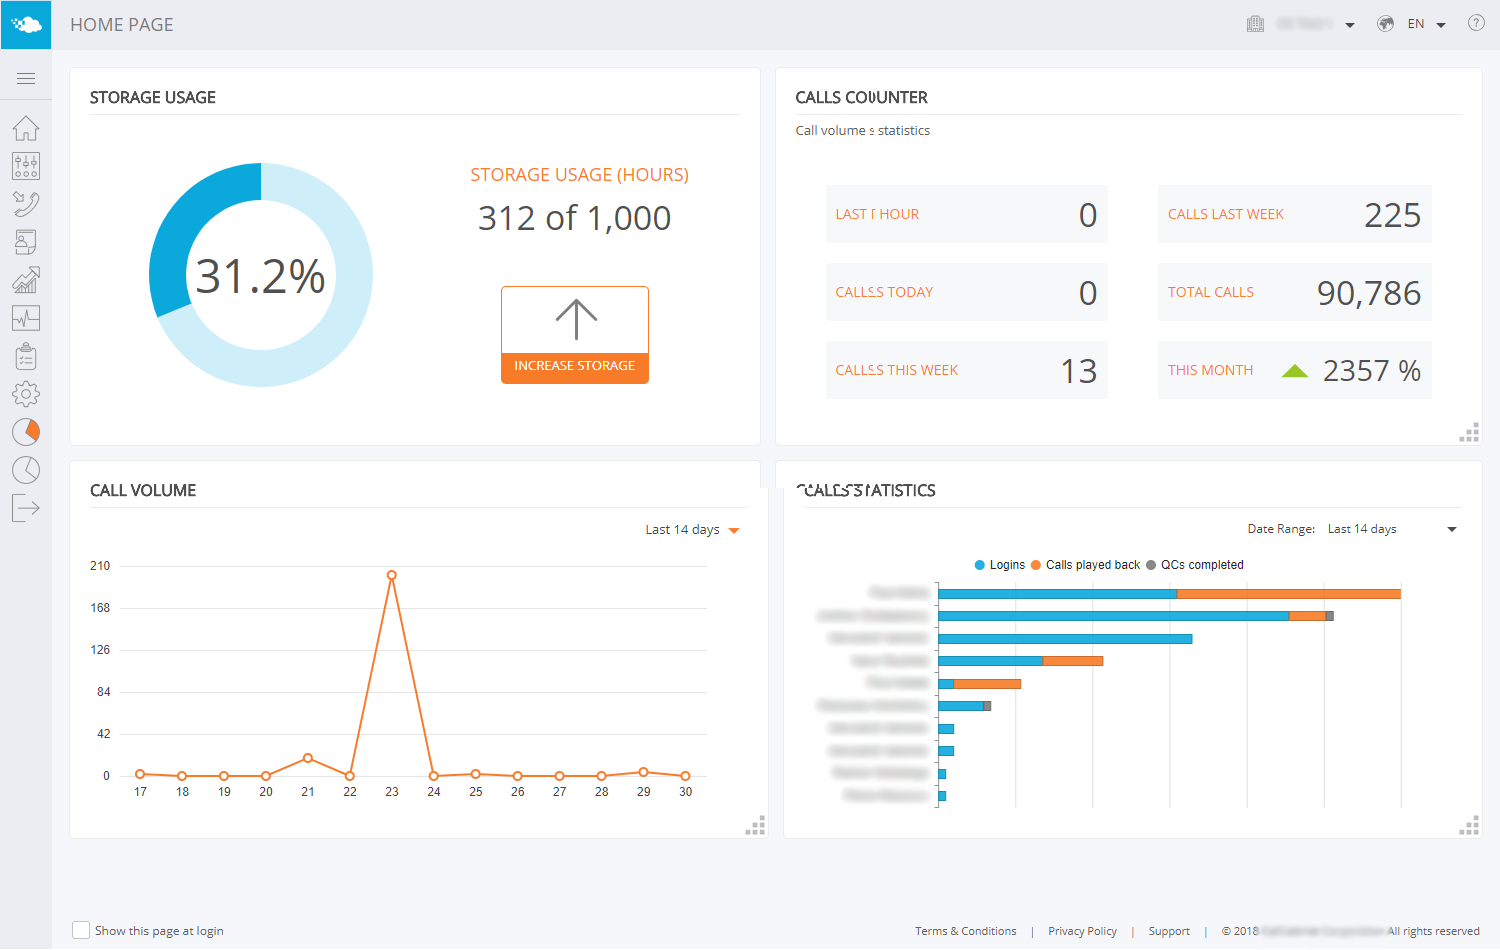 HOME PAGE
EN
?
STORAGE USAGE
31.2%
STORAGE USAGE (HOURS)
312 of 1,000
INCREASE STORAGE
CALLS COUNTER
Call volume statistics
LAST HOUR 0
CALLS LAST WEEK 225
CALLS TODAY 0
TOTAL CALLS 90,786
CALLS THIS WEEK 13
THIS MONTH 2357 %
CALL VOLUME
Last 14 days
210
168
126
84
42
0
17 18 19 20 21 22 23 24 25 26 27 28 29 30
CALLS STATISTICS
Date Range: Last 14 days
Logins Calls played back QCs completed
Show this page at login
Terms & Conditions | Privacy Policy | Support | © 2018 All rights reserved